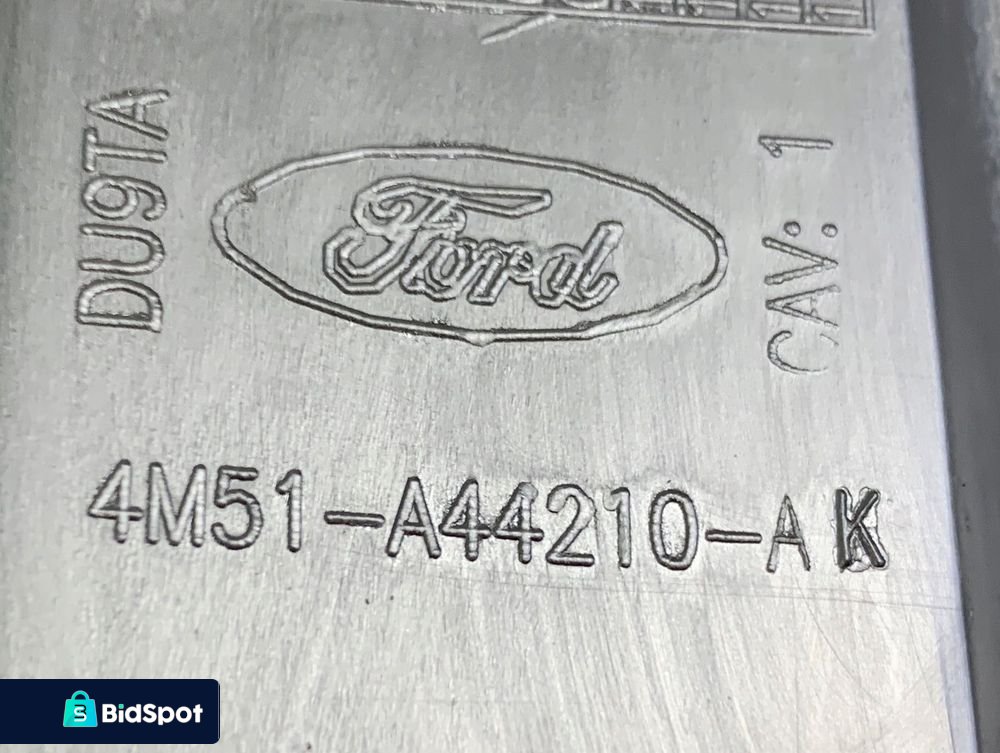 DU9TA
Ford
CAV: 1
4M51-A44210-AK
BidSpot